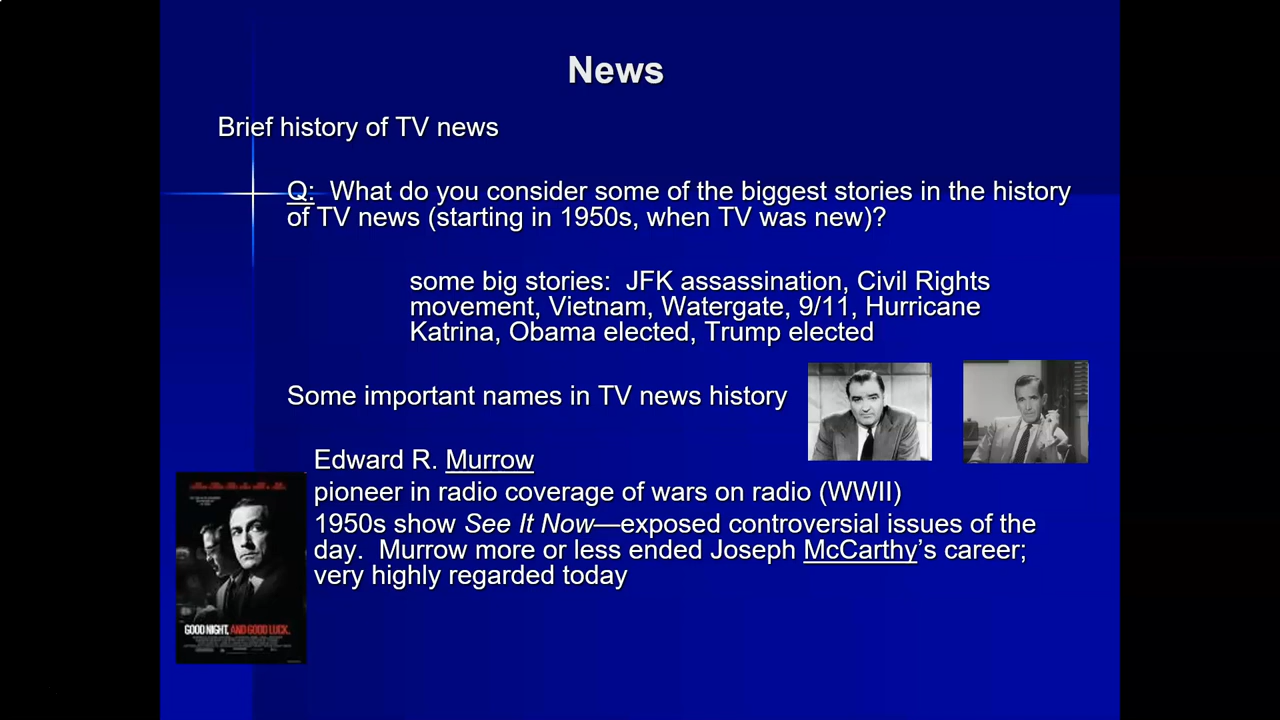 News
Brief history of TV news
Q:  What do you consider some of the biggest stories in the history
of TV news (starting in 1950s, when TV was new)?
some big stories:  JFK assassination, Civil Rights
movement, Vietnam, Watergate, 9/11, Hurricane
Katrina, Obama elected, Trump elected
Some important names in TV news history
Edward R. Murrow
pioneer in radio coverage of wars on radio (WWII)
1950s show See It Now—exposed controversial issues of the
day.  Murrow more or less ended Joseph McCarthy’s career;
very highly regarded today
GOOD NIGHT, AND GOOD LUCK.